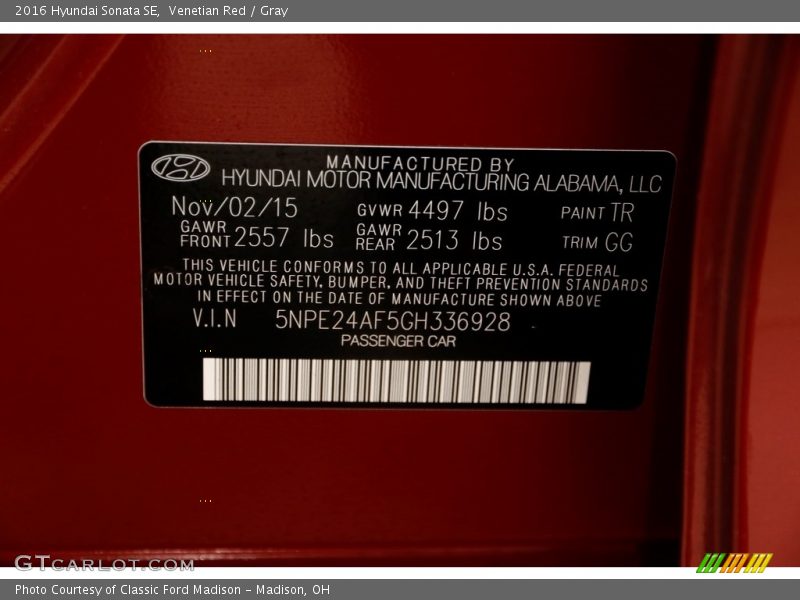 2016 Hyundai Sonata SE, Venetian Red / Gray
MANUFACTURED BY
HYUNDAI MOTOR MANUFACTURING ALABAMA, LLC
Nov/02/15 GVWR 4497 lbs PAINT TR
GAWR FRONT 2557 lbs GAWR REAR 2513 lbs TRIM GG
THIS VEHICLE CONFORMS TO ALL APPLICABLE U.S.A. FEDERAL
MOTOR VEHICLE SAFETY, BUMPER, AND THEFT PREVENTION STANDARDS
IN EFFECT ON THE DATE OF MANUFACTURE SHOWN ABOVE
V.I.N 5NPE24AF5GH336928
PASSENGER CAR
GTCARLOT.COM
Photo Courtesy of Classic Ford Madison - Madison, OH